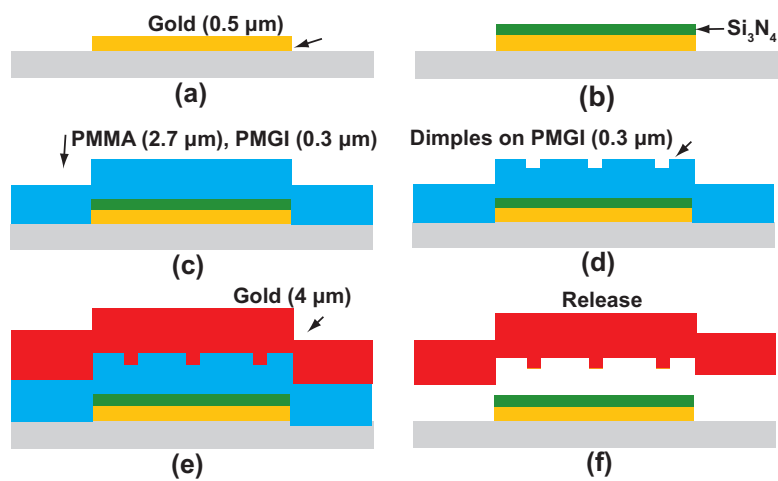 Gold (0.5 µm)
(a)
Si₃N₄
(b)
PMMA (2.7 µm), PMGI (0.3 µm)
(c)
Dimples on PMGI (0.3 µm)
(d)
Gold (4 µm)
(e)
Release
(f)